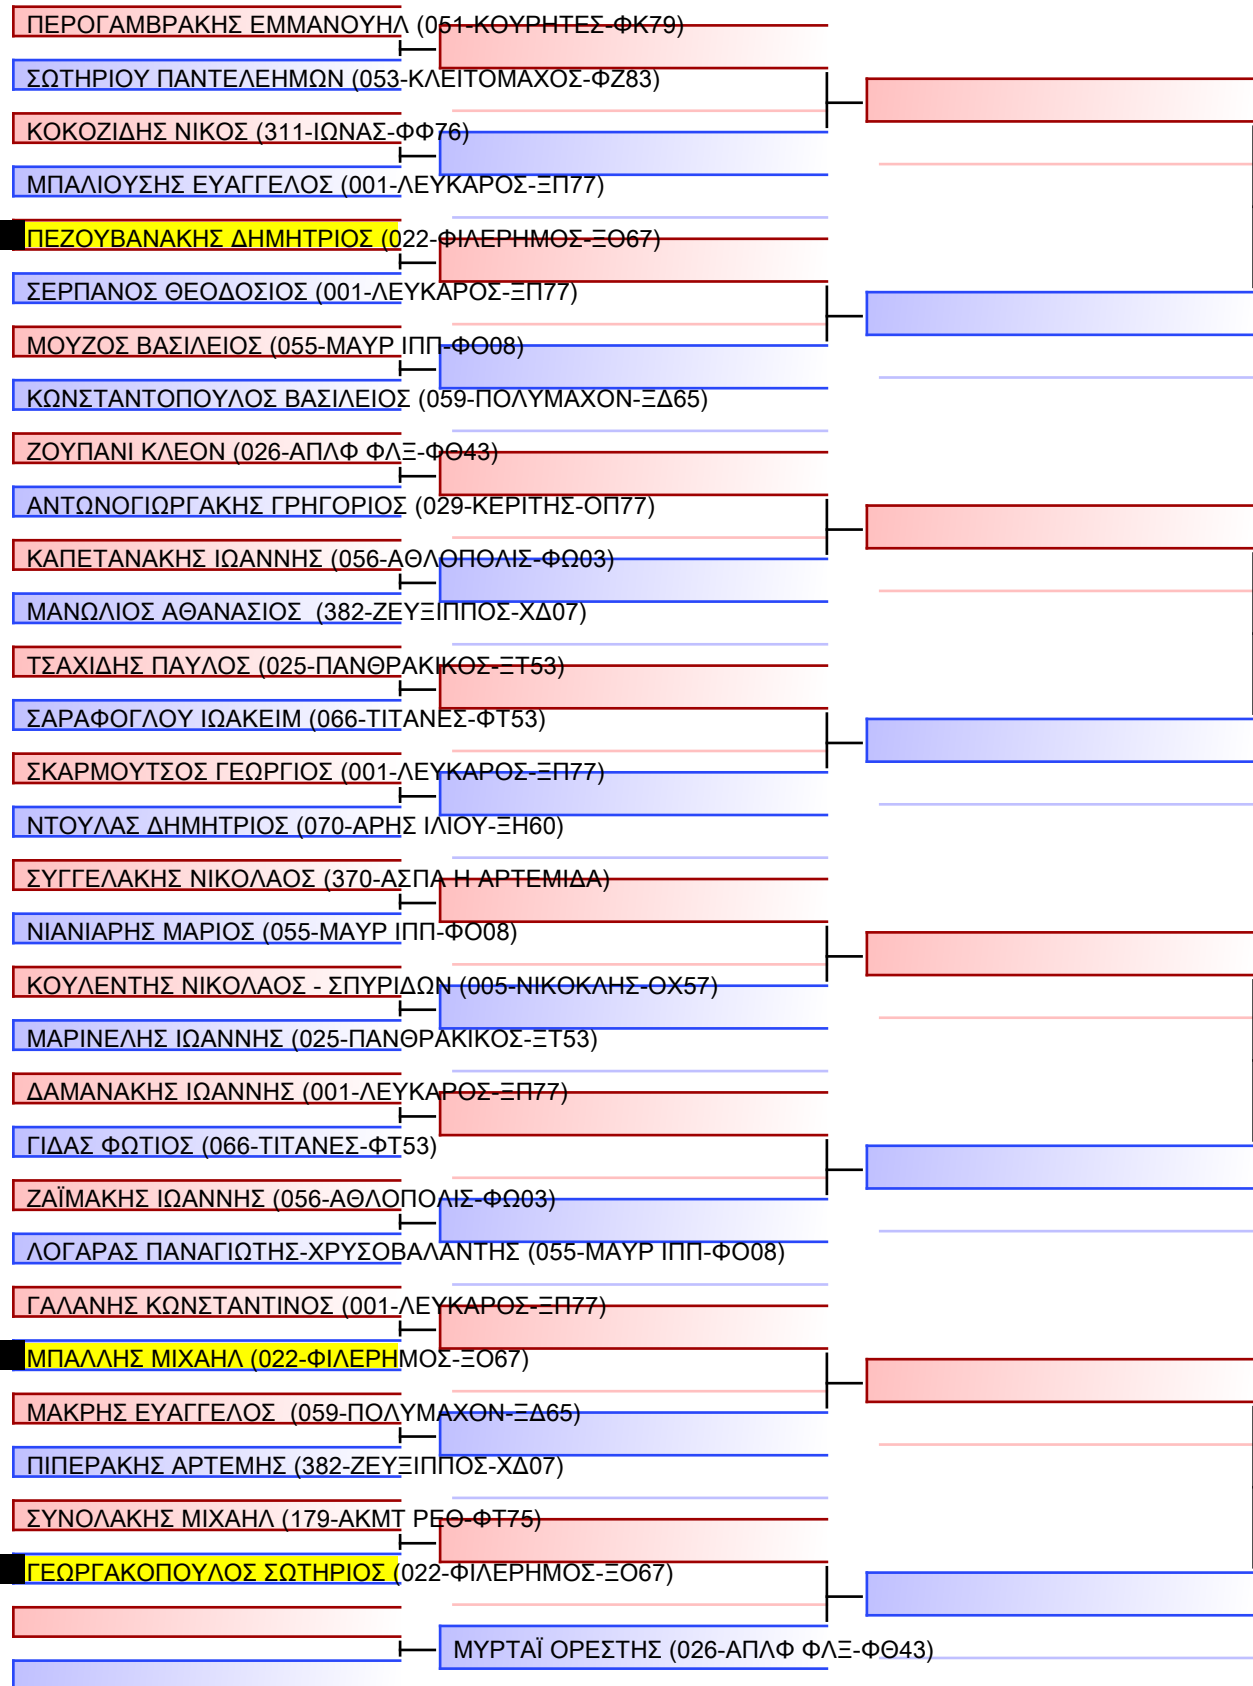 ΠΕΡΟΓΑΜΒΡΑΚΗΣ ΕΜΜΑΝΟΥΗΛ (051-ΚΟΥΡΗΤΕΣ-ΦΚ79)
ΣΩΤΗΡΙΟΥ ΠΑΝΤΕΛΕΗΜΩΝ (053-ΚΛΕΙΤΟΜΑΧΟΣ-ΦΖ83)
ΚΟΚΟΖΙΔΗΣ ΝΙΚΟΣ (311-ΙΩΝΑΣ-ΦΦ76)
ΜΠΑΛΙΟΥΣΗΣ ΕΥΑΓΓΕΛΟΣ (001-ΛΕΥΚΑΡΟΣ-ΞΠ77)
ΠΕΖΟΥΒΑΝΑΚΗΣ ΔΗΜΗΤΡΙΟΣ (022-ΦΙΛΕΡΗΜΟΣ-ΞΟ67)
ΣΕΡΠΑΝΟΣ ΘΕΟΔΟΣΙΟΣ (001-ΛΕΥΚΑΡΟΣ-ΞΠ77)
ΜΟΥΖΟΣ ΒΑΣΙΛΕΙΟΣ (055-ΜΑΥΡ ΙΠΠ-ΦΟ08)
ΚΩΝΣΤΑΝΤΟΠΟΥΛΟΣ ΒΑΣΙΛΕΙΟΣ (059-ΠΟΛΥΜΑΧΟΝ-ΞΔ65)
ΖΟΥΠΑΝΙ ΚΛΕΟΝ (026-ΑΠΛΦ ΦΛΞ-ΦΘ43)
ΑΝΤΩΝΟΓΙΩΡΓΑΚΗΣ ΓΡΗΓΟΡΙΟΣ (029-ΚΕΡΙΤΗΣ-ΟΠ77)
ΚΑΠΕΤΑΝΑΚΗΣ ΙΩΑΝΝΗΣ (056-ΑΘΛΟΠΟΛΙΣ-ΦΩ03)
ΜΑΝΩΛΙΟΣ ΑΘΑΝΑΣΙΟΣ  (382-ΖΕΥΞΙΠΠΟΣ-ΧΔ07)
ΤΣΑΧΙΔΗΣ ΠΑΥΛΟΣ (025-ΠΑΝΘΡΑΚΙΚΟΣ-ΞΤ53)
ΣΑΡΑΦΟΓΛΟΥ ΙΩΑΚΕΙΜ (066-ΤΙΤΑΝΕΣ-ΦΤ53)
ΣΚΑΡΜΟΥΤΣΟΣ ΓΕΩΡΓΙΟΣ (001-ΛΕΥΚΑΡΟΣ-ΞΠ77)
ΝΤΟΥΛΑΣ ΔΗΜΗΤΡΙΟΣ (070-ΑΡΗΣ ΙΛΙΟΥ-ΞΗ60)
ΣΥΓΓΕΛΑΚΗΣ ΝΙΚΟΛΑΟΣ (370-ΑΣΠΑ Η ΑΡΤΕΜΙΔΑ)
ΝΙΑΝΙΑΡΗΣ ΜΑΡΙΟΣ (055-ΜΑΥΡ ΙΠΠ-ΦΟ08)
ΚΟΥΛΕΝΤΗΣ ΝΙΚΟΛΑΟΣ - ΣΠΥΡΙΔΩΝ (005-ΝΙΚΟΚΛΗΣ-ΟΧ57)
ΜΑΡΙΝΕΛΗΣ ΙΩΑΝΝΗΣ (025-ΠΑΝΘΡΑΚΙΚΟΣ-ΞΤ53)
ΔΑΜΑΝΑΚΗΣ ΙΩΑΝΝΗΣ (001-ΛΕΥΚΑΡΟΣ-ΞΠ77)
ΓΙΔΑΣ ΦΩΤΙΟΣ (066-ΤΙΤΑΝΕΣ-ΦΤ53)
ΖΑΪΜΑΚΗΣ ΙΩΑΝΝΗΣ (056-ΑΘΛΟΠΟΛΙΣ-ΦΩ03)
ΛΟΓΑΡΑΣ ΠΑΝΑΓΙΩΤΗΣ-ΧΡΥΣΟΒΑΛΑΝΤΗΣ (055-ΜΑΥΡ ΙΠΠ-ΦΟ08)
ΓΑΛΑΝΗΣ ΚΩΝΣΤΑΝΤΙΝΟΣ (001-ΛΕΥΚΑΡΟΣ-ΞΠ77)
ΜΠΑΛΛΗΣ ΜΙΧΑΗΛ (022-ΦΙΛΕΡΗΜΟΣ-ΞΟ67)
ΜΑΚΡΗΣ ΕΥΑΓΓΕΛΟΣ  (059-ΠΟΛΥΜΑΧΟΝ-ΞΔ65)
ΠΙΠΕΡΑΚΗΣ ΑΡΤΕΜΗΣ (382-ΖΕΥΞΙΠΠΟΣ-ΧΔ07)
ΣΥΝΟΛΑΚΗΣ ΜΙΧΑΗΛ (179-ΑΚΜΤ ΡΕΘ-ΦΤ75)
ΓΕΩΡΓΑΚΟΠΟΥΛΟΣ ΣΩΤΗΡΙΟΣ (022-ΦΙΛΕΡΗΜΟΣ-ΞΟ67)
ΜΥΡΤΑΪ ΟΡΕΣΤΗΣ (026-ΑΠΛΦ ΦΛΞ-ΦΘ43)